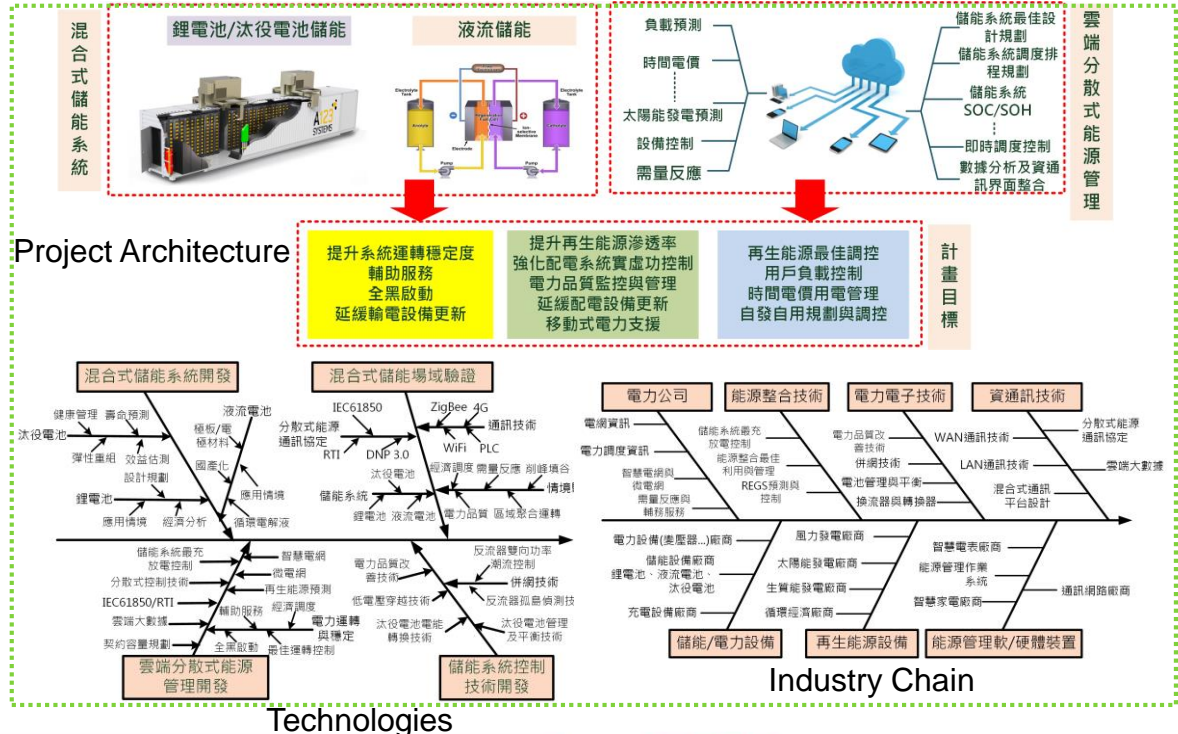 混合式儲能系統
鋰電池/汰役電池儲能
液流儲能
A123
SYSTEMS
Electrolyte
Tank
Electrolyte
Tank
Anolyte
Catholyte
Ion-
selective
Membrane
Electrode
Pump
Pump
負載預測
時間電價
太陽能發電預測
設備控制
需量反應
儲能系統最佳設
計規劃
儲能系統調度排
程規劃
儲能系統
SOC/SOH
即時調度控制
數據分析及資通
訊界面整合
雲端分散式能源管理
Project Architecture
提升系統運轉穩定度
輔助服務
全黑啟動
延緩輸電設備更新
提升再生能源滲透率
強化配電系統實虛功控制
電力品質監控與管理
延緩配電設備更新
移動式電力支援
再生能源最佳調控
用戶負載控制
時間電價用電管理
自發自用規劃與調控
計畫目標
混合式儲能系統開發
健康管理
壽命預測
汰役電池
彈性重組
效益估測
設計規劃
鋰電池
應用情境
經濟分析
液流電池
極板/電
極材料
國產化
應用情境
循環電解液
混合式儲能場域驗證
IEC61850
分散式能源
通訊協定
RTI
DNP 3.0
ZigBee
4G
通訊技術
WiFi
PLC
汰役電池
儲能系統
鋰電池
液流電池
經濟調度
需量反應
削峰填谷
情境
電力品質
區域聚合運轉
儲能系統最充
放電控制
分散式控制技術
IEC61850/RTI
雲端大數據
契約容量規劃
智慧電網
微電網
再生能源預測
輔助服務
經濟調度
電力運轉
與穩定
全黑啟動
最佳運轉控制
雲端分散式能源
管理開發
電力品質改
善技術
低電壓穿越技術
汰役電池電能
轉換技術
反流器雙向功率
潮流控制
併網技術
反流器孤島偵測技
汰役電池管理
及平衡技術
儲能系統控制
技術開發
Technologies
電力公司
能源整合技術
電力電子技術
資通訊技術
電網資訊
電力調度資訊
智慧電網與
微電網
需量反應與
輔務服務
儲能系統最充
放電控制
能源整合最佳
利用與管理
REGS預測與
控制
電力品質改
善技術
併網技術
電池管理與平衡
換流器與轉換器
WAN通訊技術
LAN通訊技術
混合式通訊
平台設計
分散式能源
通訊協定
雲端大數據
電力設備(變壓器...)廠商
儲能設備廠商
鋰電池、液流電池、
汰役電池
充電設備廠商
風力發電廠商
太陽能發電廠商
生質能發電廠商
循環經濟廠商
智慧電表廠商
能源管理作業
系統
智慧家電廠商
通訊網路廠商
儲能/電力設備
再生能源設備
能源管理軟/硬體裝置
Industry Chain